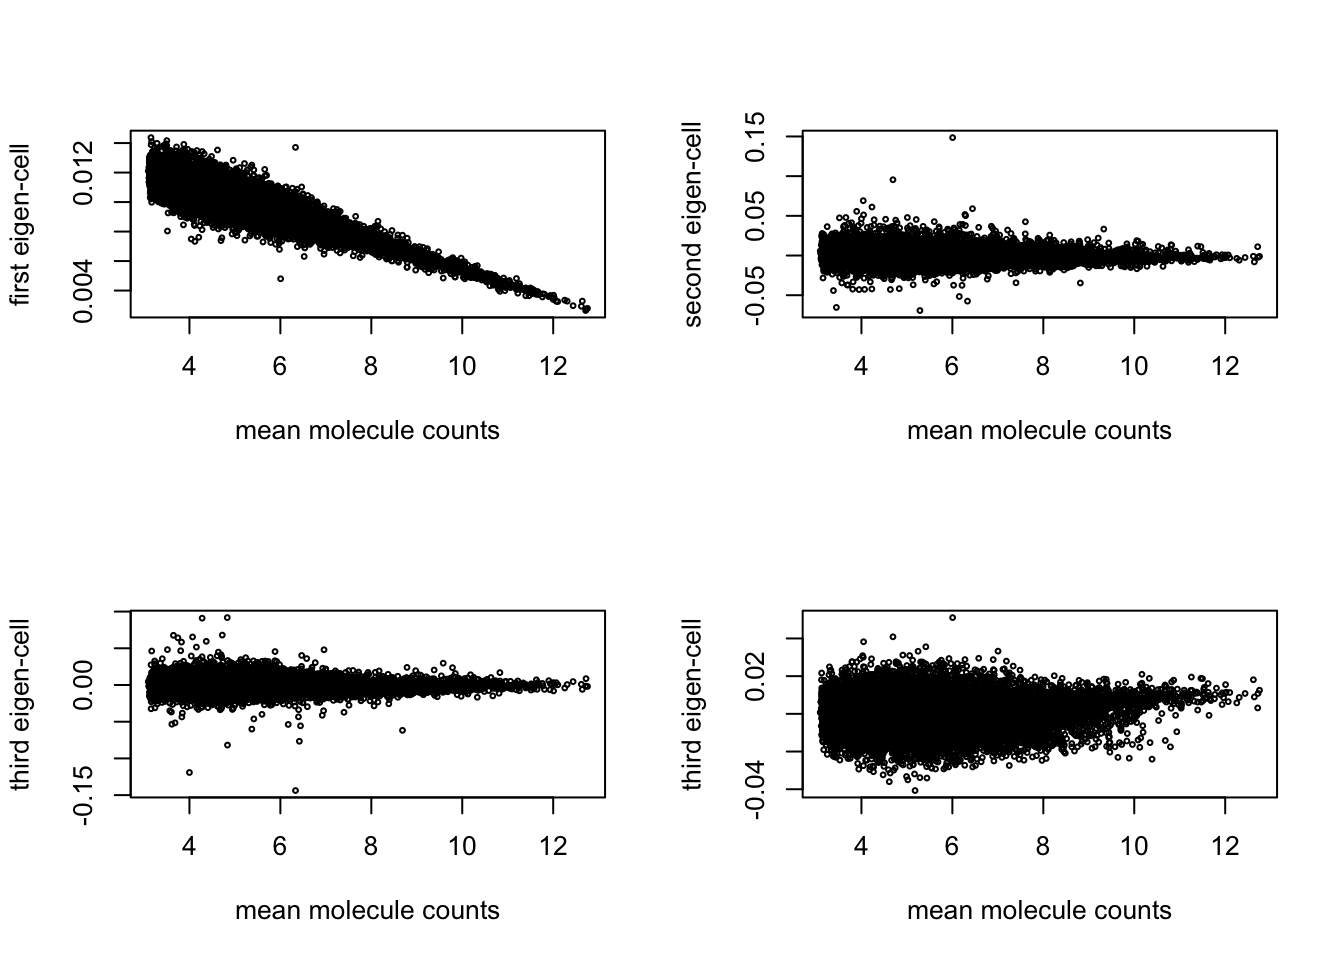 first eigen-cell
0.004
0.012
4 6 8 10 12
mean molecule counts
second eigen-cell
-0.05
0.05
0.15
4 6 8 10 12
mean molecule counts
third eigen-cell
-0.15
0.00
4 6 8 10 12
mean molecule counts
third eigen-cell
-0.04
0.02
4 6 8 10 12
mean molecule counts